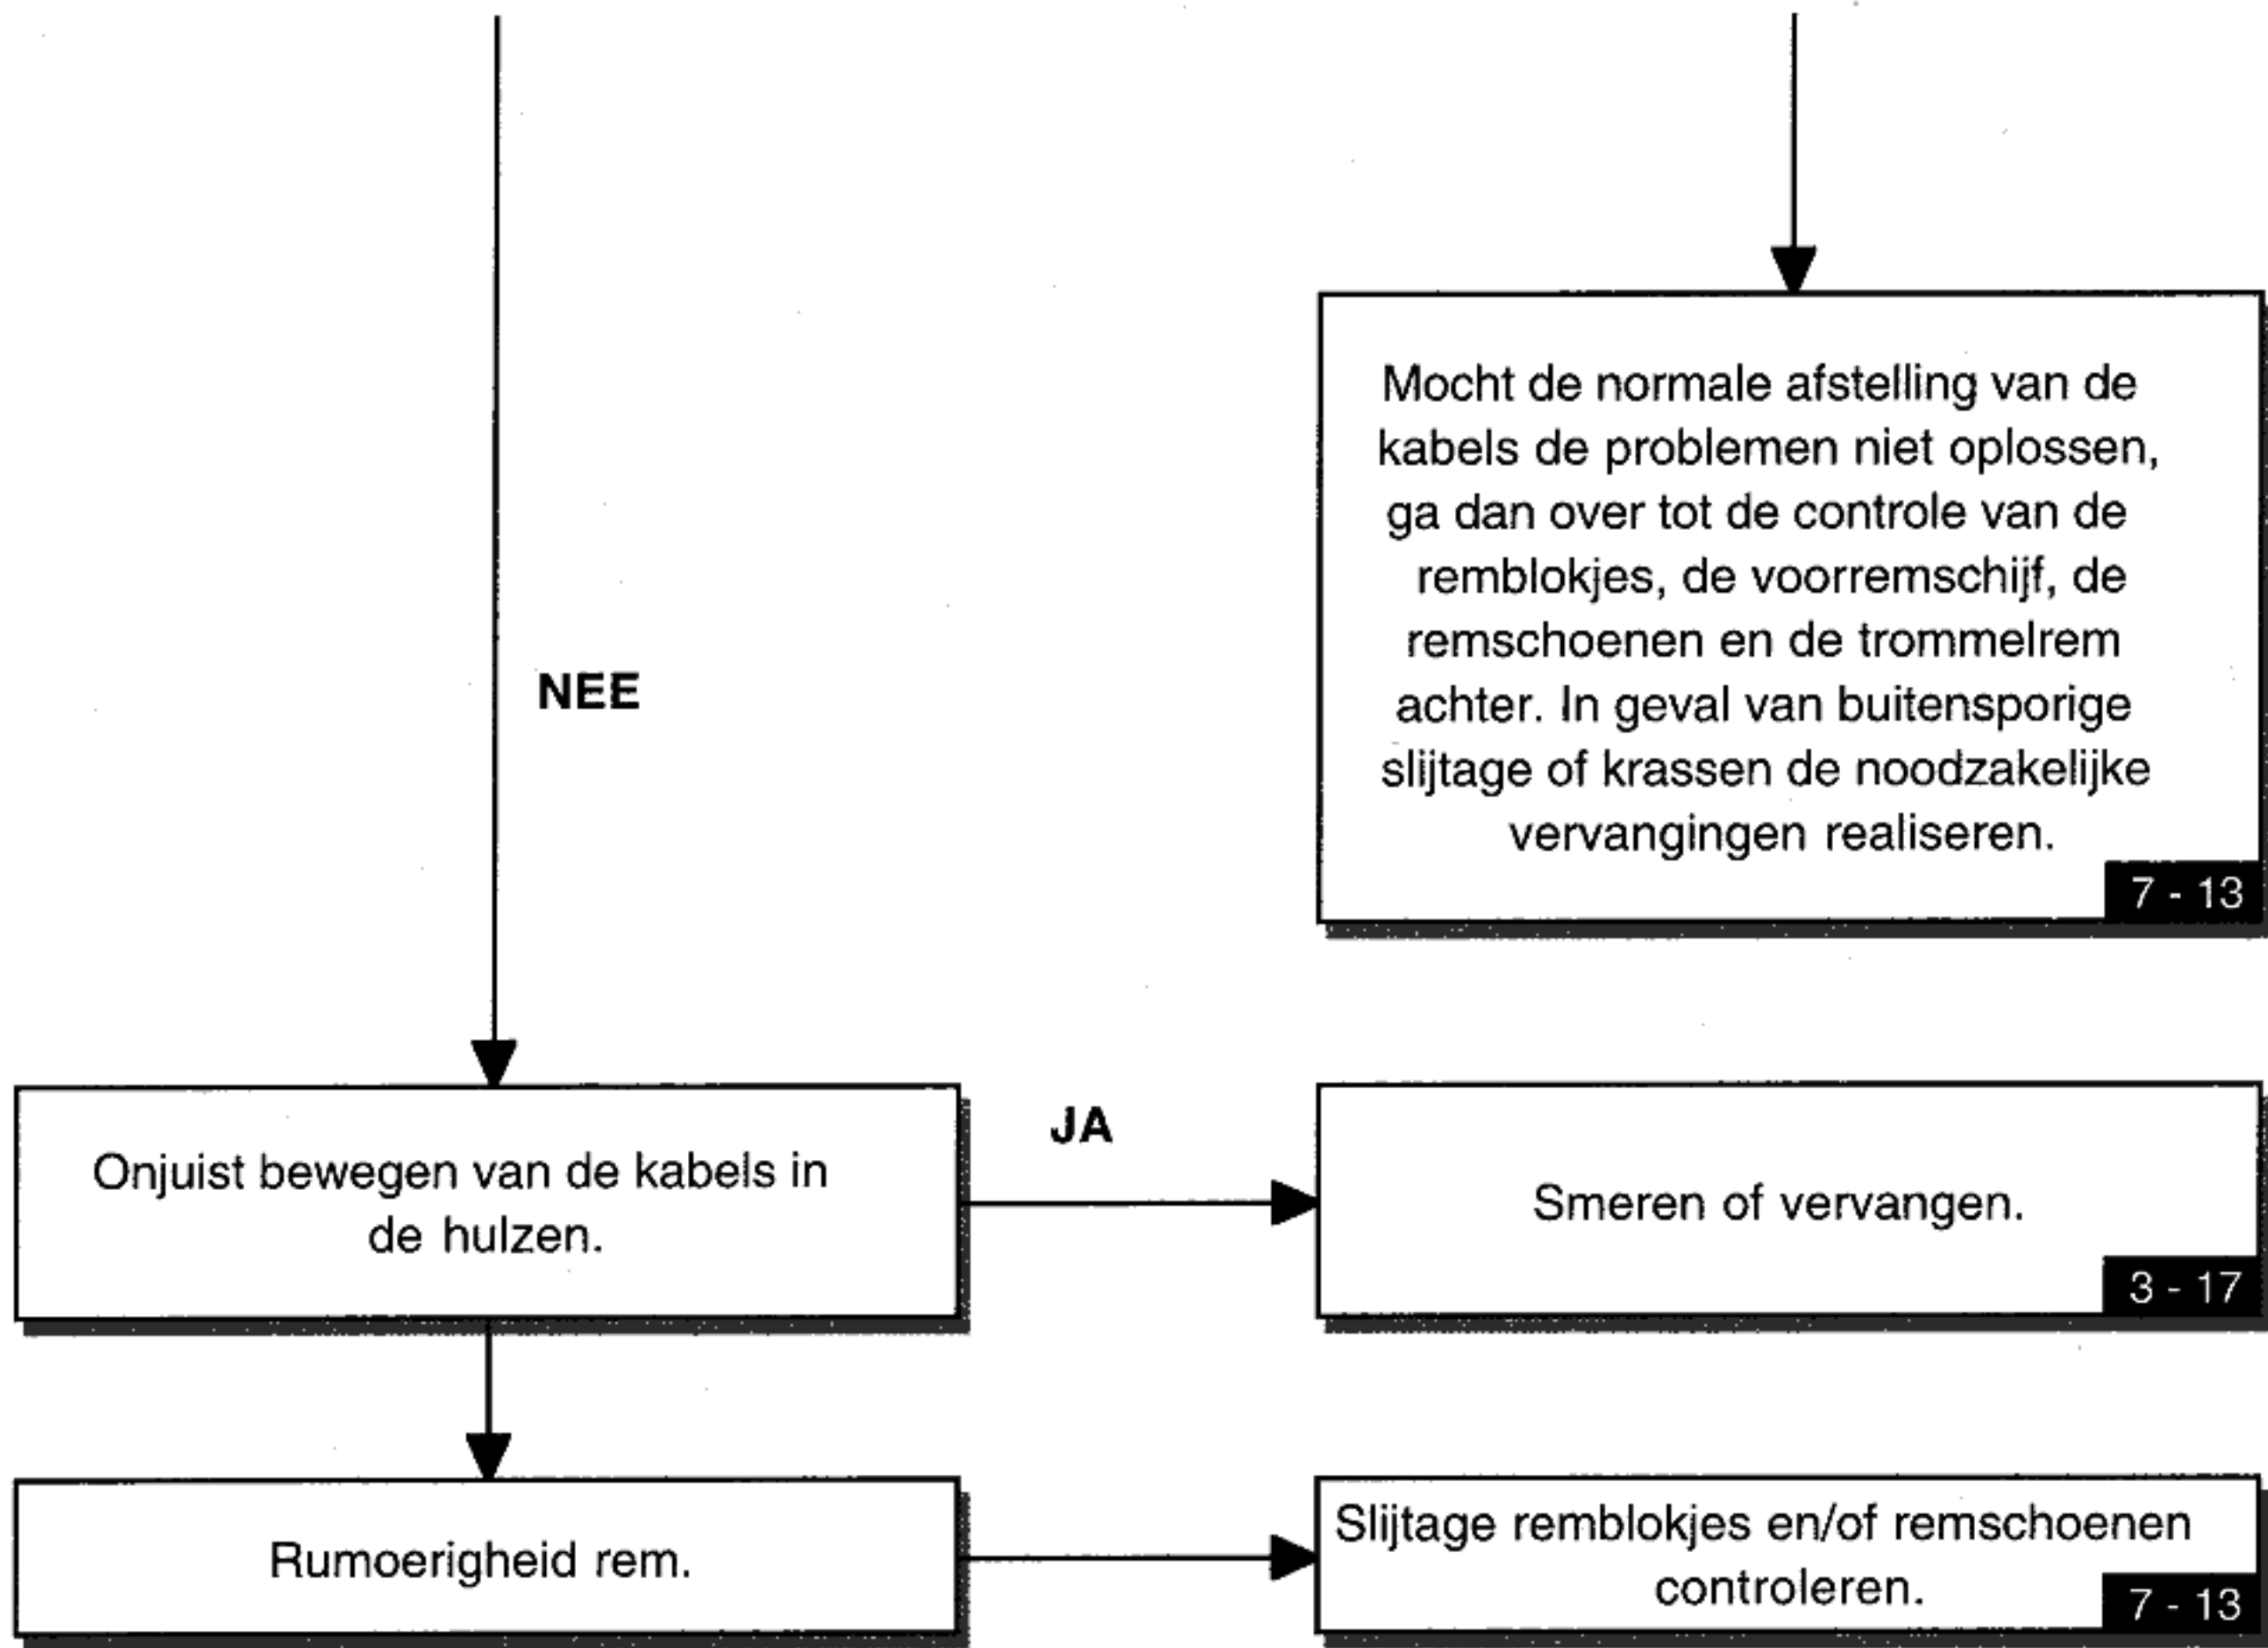 Mocht de normale afstelling van de
kabels de problemen niet oplossen,
ga dan over tot de controle van de
remblokjes, de voorremschijf, de
remschoenen en de trommelrem
achter. In geval van buitensporige
slijtage of krassen de noodzakelijke
vervangingen realiseren.
7 - 13
NEE
Onjuist bewegen van de kabels in
de hulzen.
JA
Smeren of vervangen.
3 - 17
Rumoerigheid rem.
Slijtage remblokjes en/of remschoenen
controleren.
7 - 13